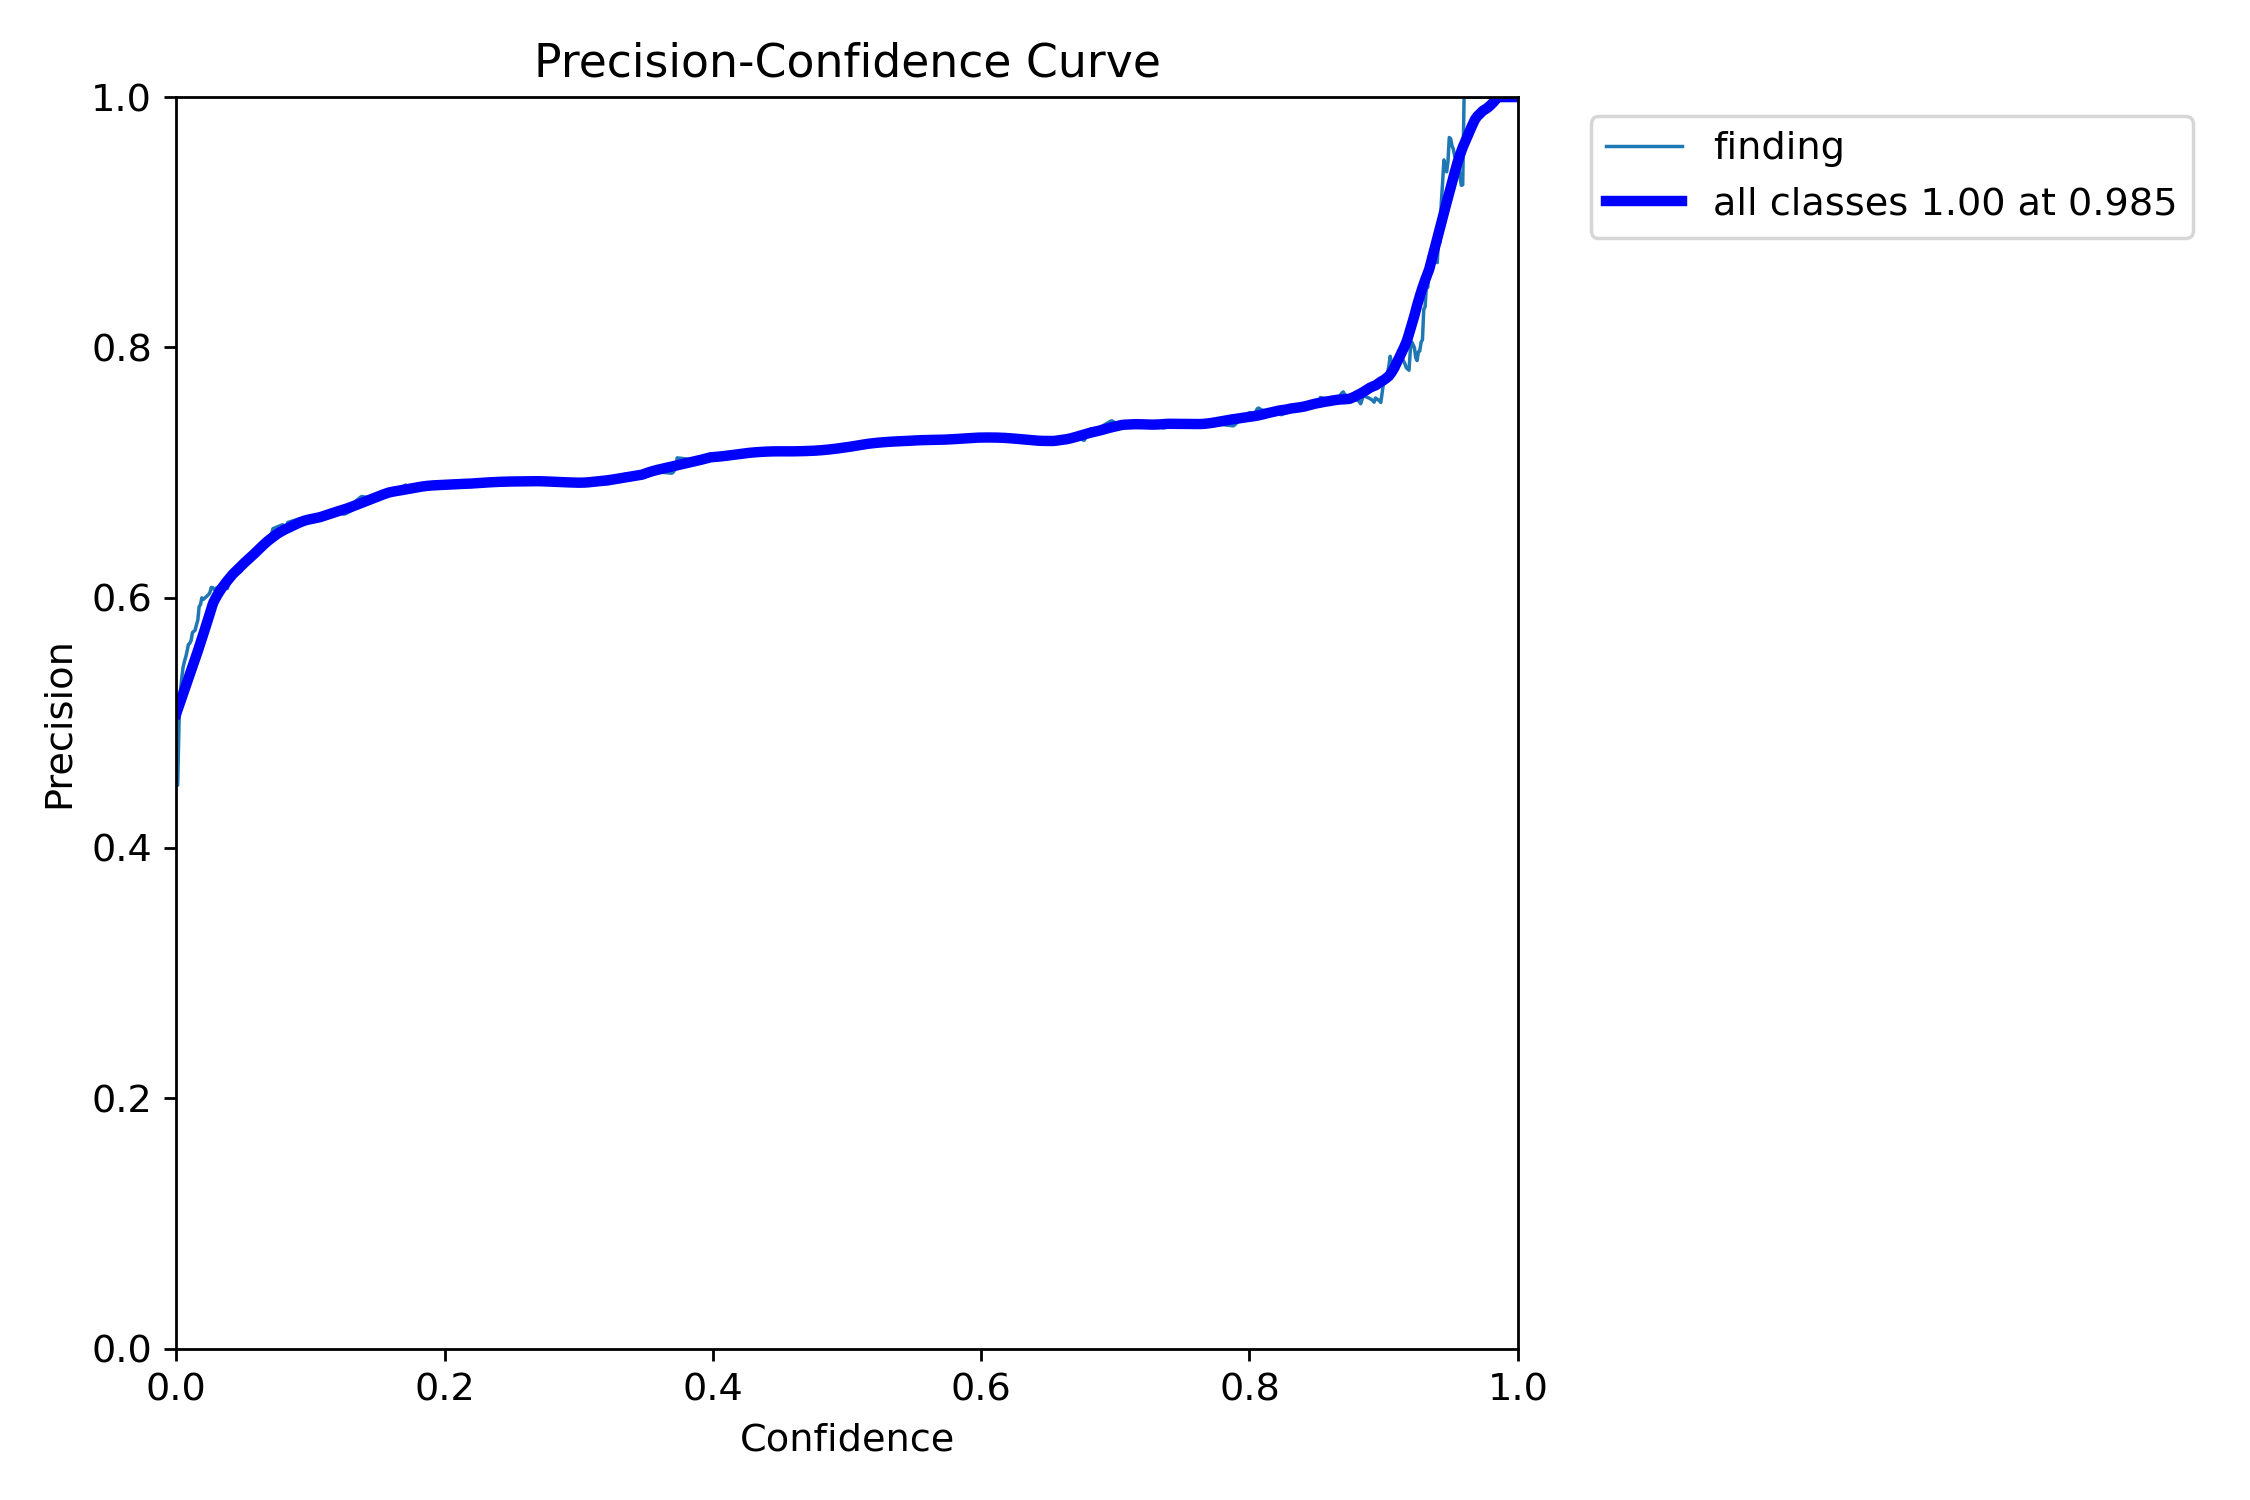 Precision-Confidence Curve
1.0
0.8
0.6
0.4
0.2
0.0
Precision
0.0 0.2 0.4 0.6 0.8 1.0
Confidence
finding
all classes 1.00 at 0.985